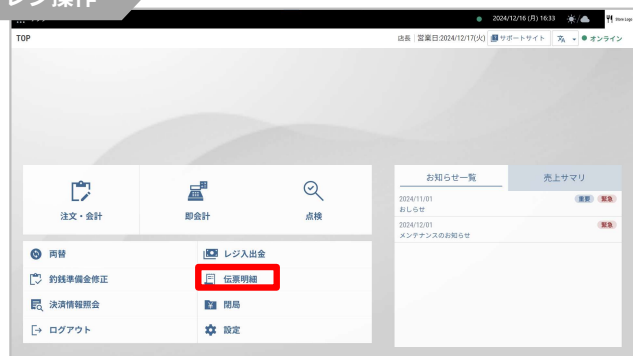 レジ操作
2024/12/16 (月) 16:33
Store Logo
TOP
店長 | 営業日:2024/12/17(火) サポートサイト オンライン
お知らせ一覧
売上サマリ
2024/11/01
重要 緊急
おしらせ
2024/12/01
緊急
メンテナンスのお知らせ
注文・会計
即会計
点検
両替
レジ入出金
釣銭準備金修正
伝票明細
決済情報照会
閉局
ログアウト
設定